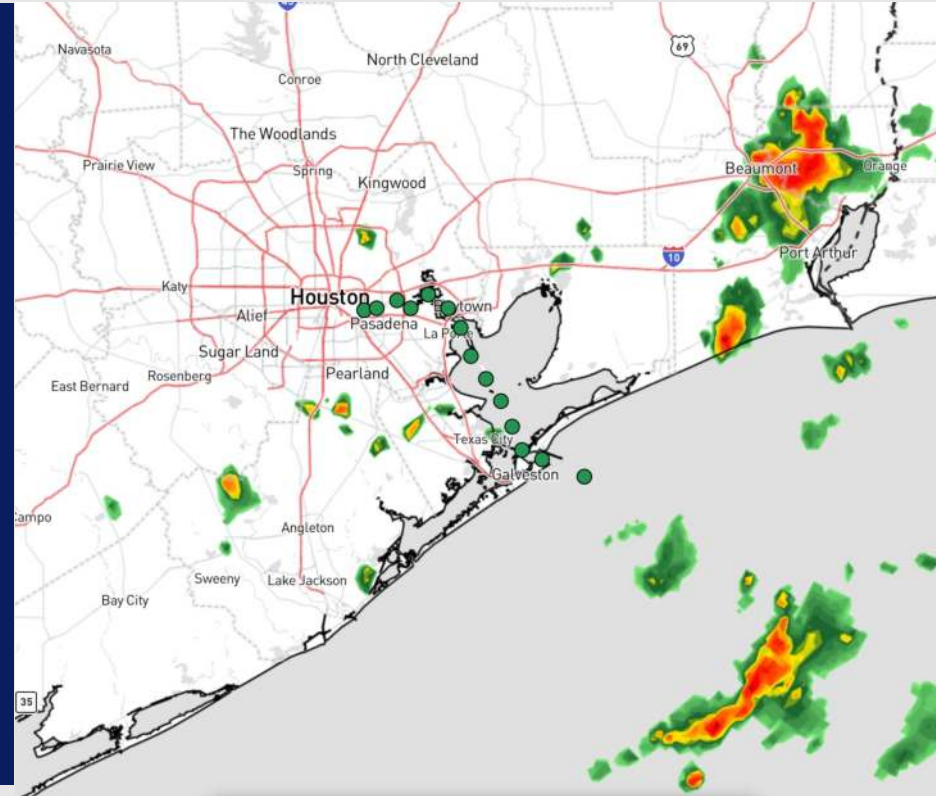 Navasota
69
North Cleveland
Conroe
The Woodlands
Prairie View
Spring
Kingwood
Beaumont
Orange
Port Arthur
10
Katy
Houston
town
Alief
Pasadena
La Porte
Sugar Land
Pearland
East Bernard
Rosenberg
Texas City
Galveston
Campo
Angleton
Sweeny
Lake Jackson
Bay City
35